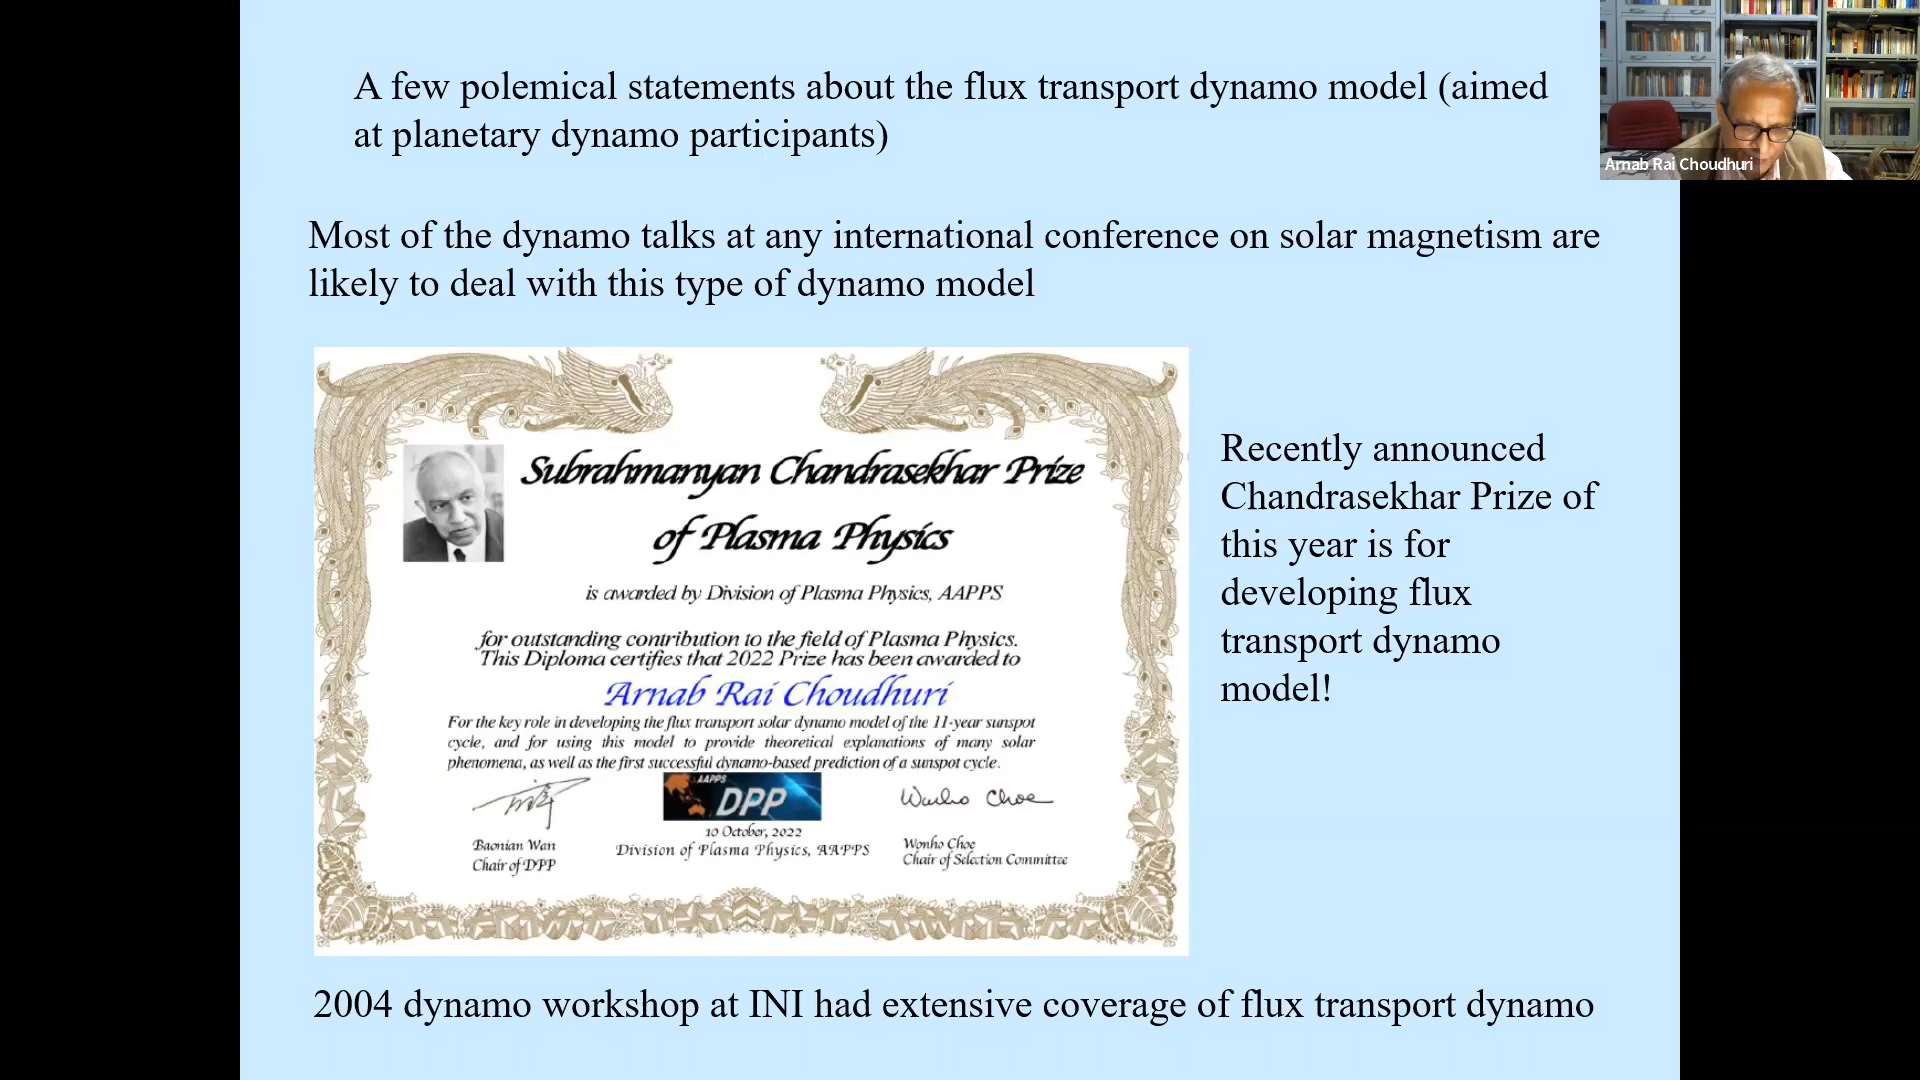 A few polemical statements about the flux transport dynamo model (aimed
at planetary dynamo participants)
Arnab Rai Choudhuri
Most of the dynamo talks at any international conference on solar magnetism are
likely to deal with this type of dynamo model
Subrahmanyan Chandrasekhar Prize
of Plasma Physics
is awarded by Division of Plasma Physics, AAPPS
for outstanding contribution to the field of Plasma Physics.
This Diploma certifies that 2022 Prize has been awarded to
Arnab Rai Choudhuri
For the key role in developing the flux transport solar dynamo model of the 11-year sunspot
cycle, and for using this model to provide theoretical explanations of many solar
phenomena, as well as the first successful dynamo-based prediction of a sunspot cycle.
AAPPS
DPP
Wonho Choe
10 October, 2022
Division of Plasma Physics, AAPPS
Baonian Wan
Chair of DPP
Wonho Choe
Chair of Selection Committee
Recently announced
Chandrasekhar Prize of
this year is for
developing flux
transport dynamo
model!
2004 dynamo workshop at INI had extensive coverage of flux transport dynamo